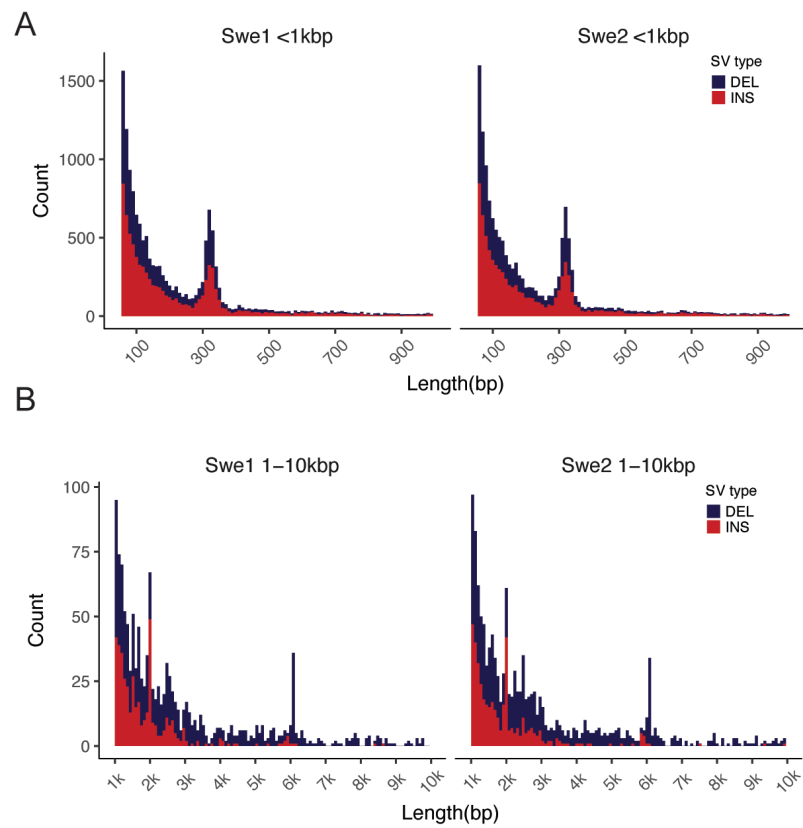 A
Swe1 <1kbp
Swe2 <1kbp
SV type
DEL
INS
Count
1500
1000
500
0
100
300
500
700
900
100
300
500
700
900
Length(bp)
B
Swe1 1−10kbp
Swe2 1−10kbp
SV type
DEL
INS
Count
100
75
50
25
0
1k
2k
3k
4k
5k
6k
7k
8k
9k
10k
1k
2k
3k
4k
5k
6k
7k
8k
9k
10k
Length(bp)